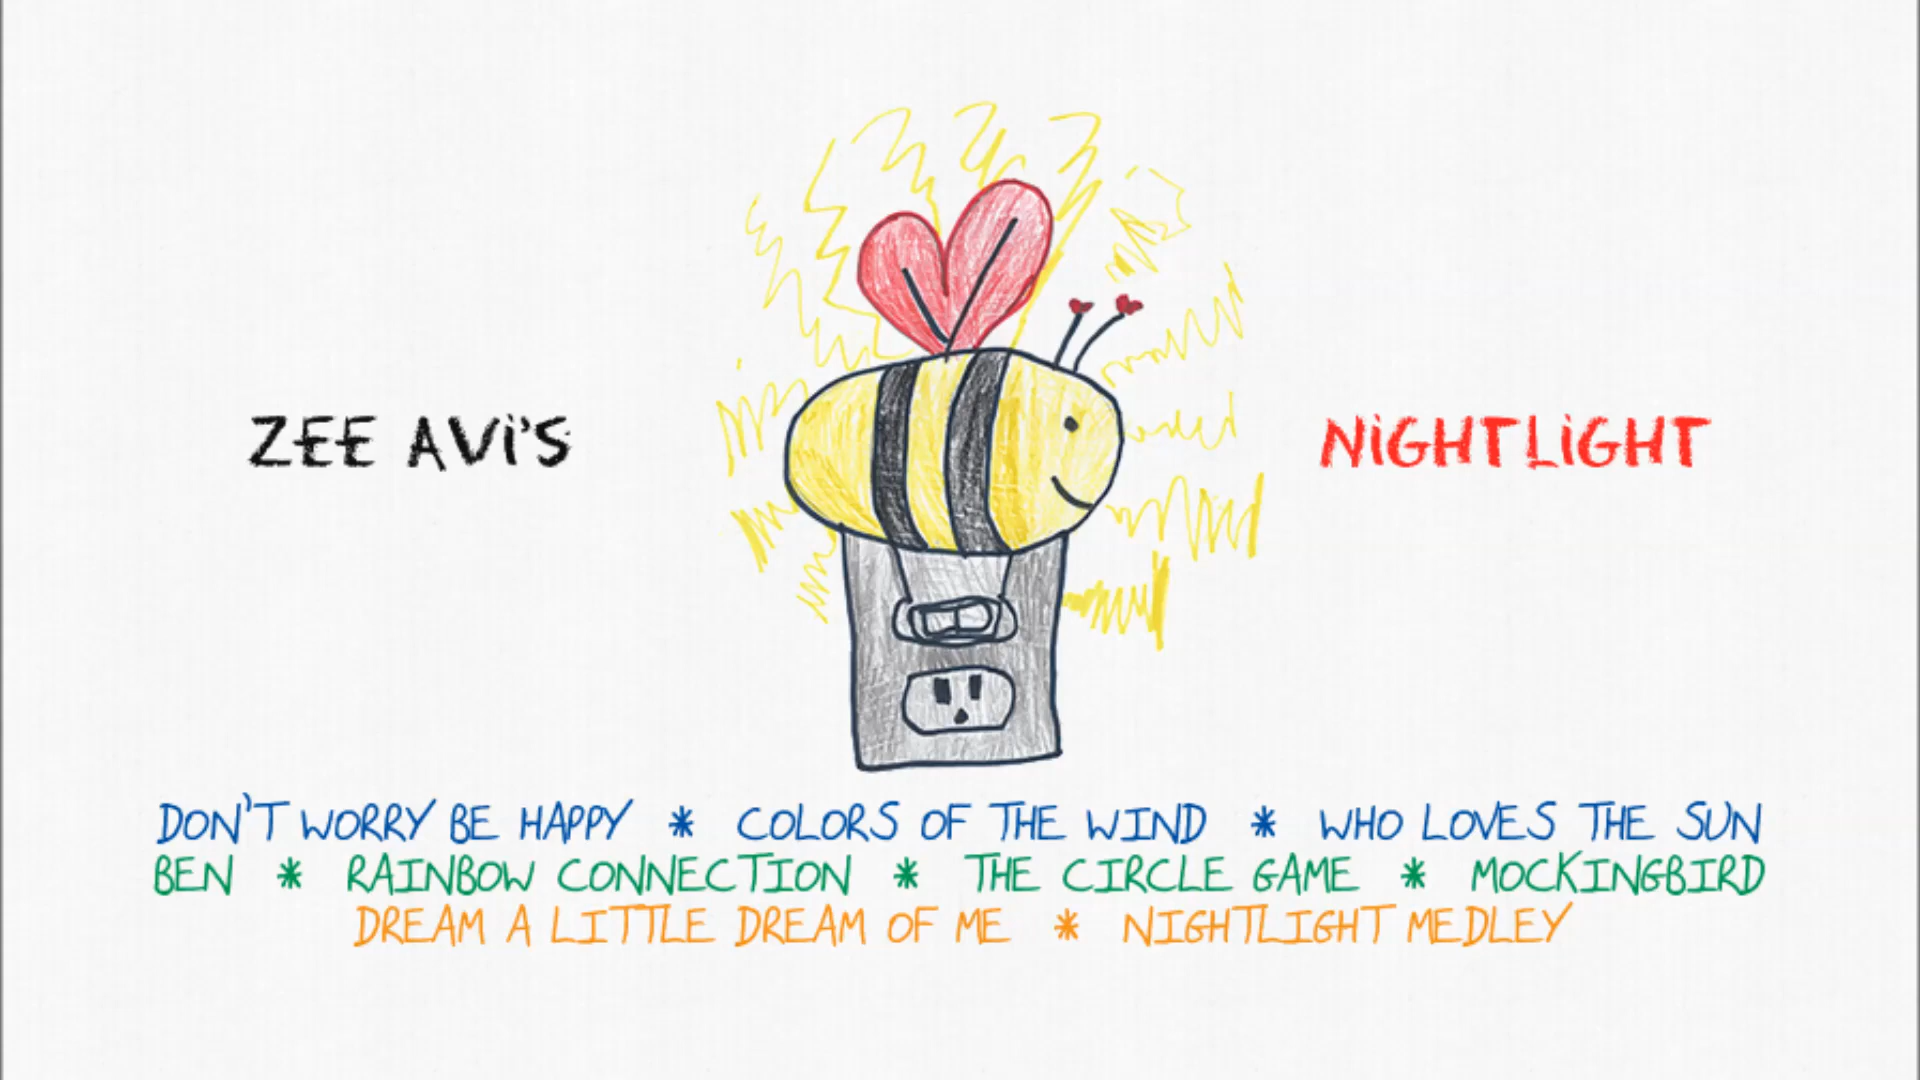 ZEE AVI'S
NIGHTLIGHT
DON'T WORRY BE HAPPY * COLORS OF THE WIND * WHO LOVES THE SUN
BEN * RAINBOW CONNECTION * THE CIRCLE GAME * MOCKINGBIRD
DREAM A LITTLE DREAM OF ME * NIGHTLIGHT MEDLEY